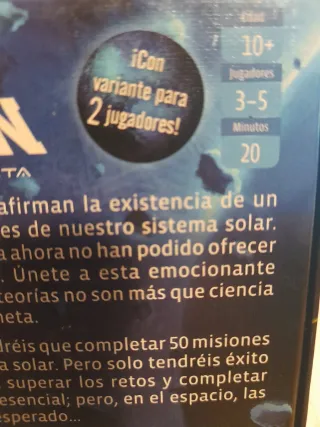 ¡Con
variante para
2 jugadores!
Edad
10+
Jugadores
3-5
Minutos
20
N
TA
afirman la existencia de un
es de nuestro sistema solar.
a ahora no han podido ofrecer
. Únete a esta emocionante
teorías no son más que ciencia
neta.
dréis que completar 50 misiones
a solar. Pero solo tendréis éxito
superar los retos y completar
esencial; pero, en el espacio, las
esperado...